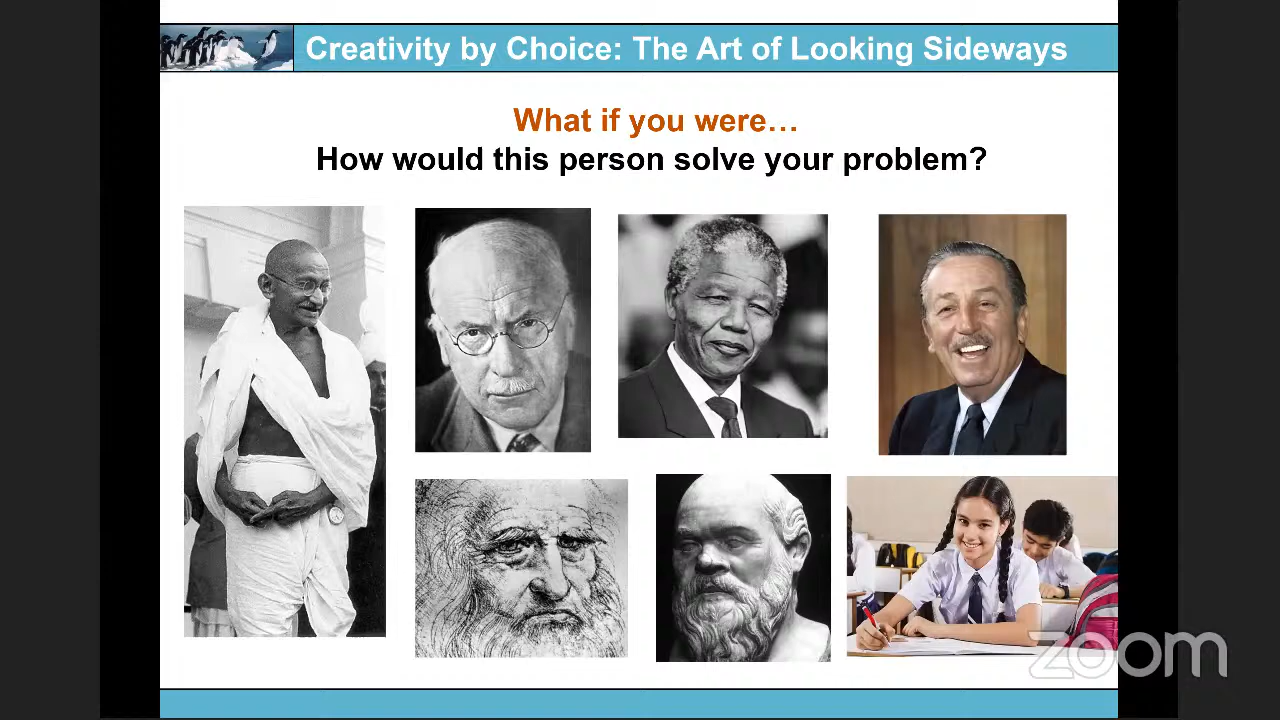 Creativity by Choice: The Art of Looking Sideways
What if you were…
How would this person solve your problem?
zoom